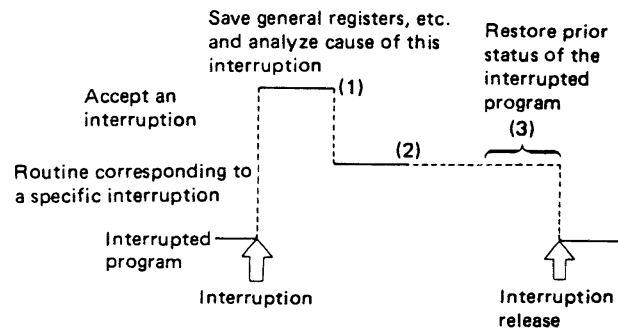 Save general registers, etc.
and analyze cause of this
interruption
Restore prior
status of the
interrupted
program
(1)
(3)
Accept an
interruption
(2)
Routine corresponding to
a specific interruption
Interrupted
program
Interruption
Interruption
release